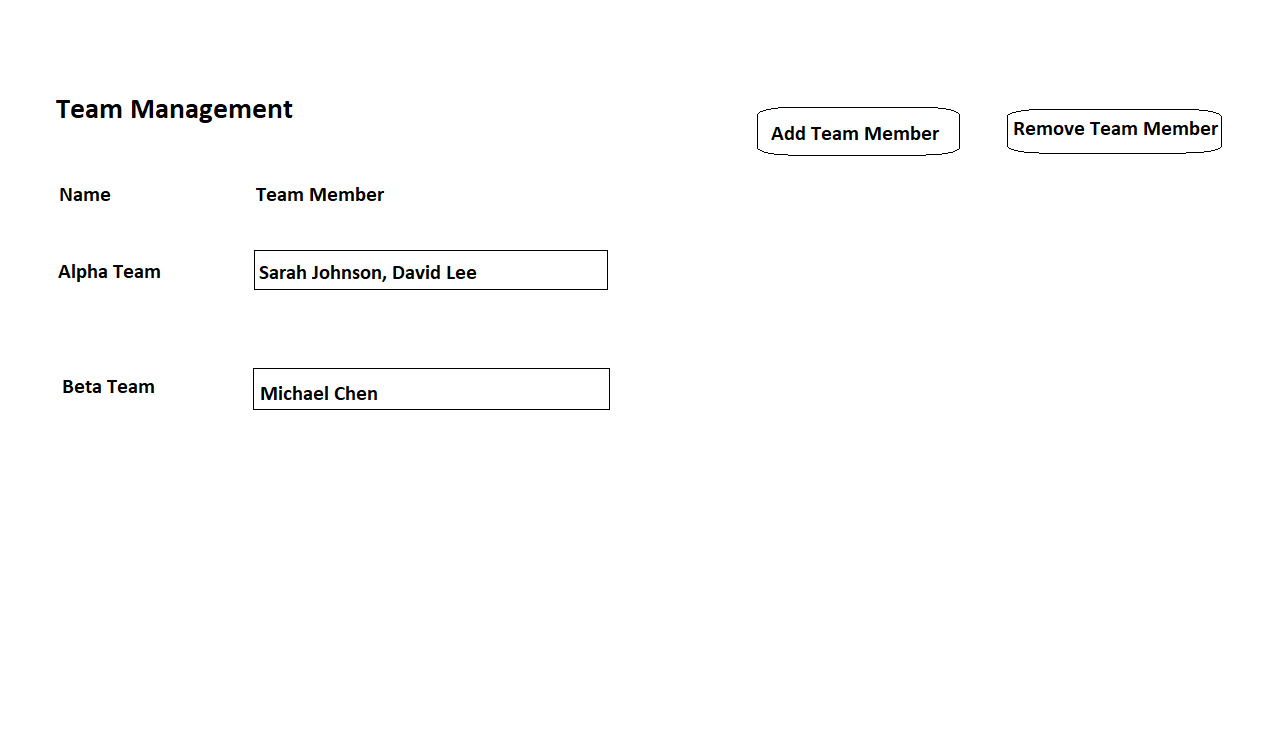 Team Management
Add Team Member
Remove Team Member
Name
Team Member
Alpha Team
Sarah Johnson, David Lee
Beta Team
Michael Chen